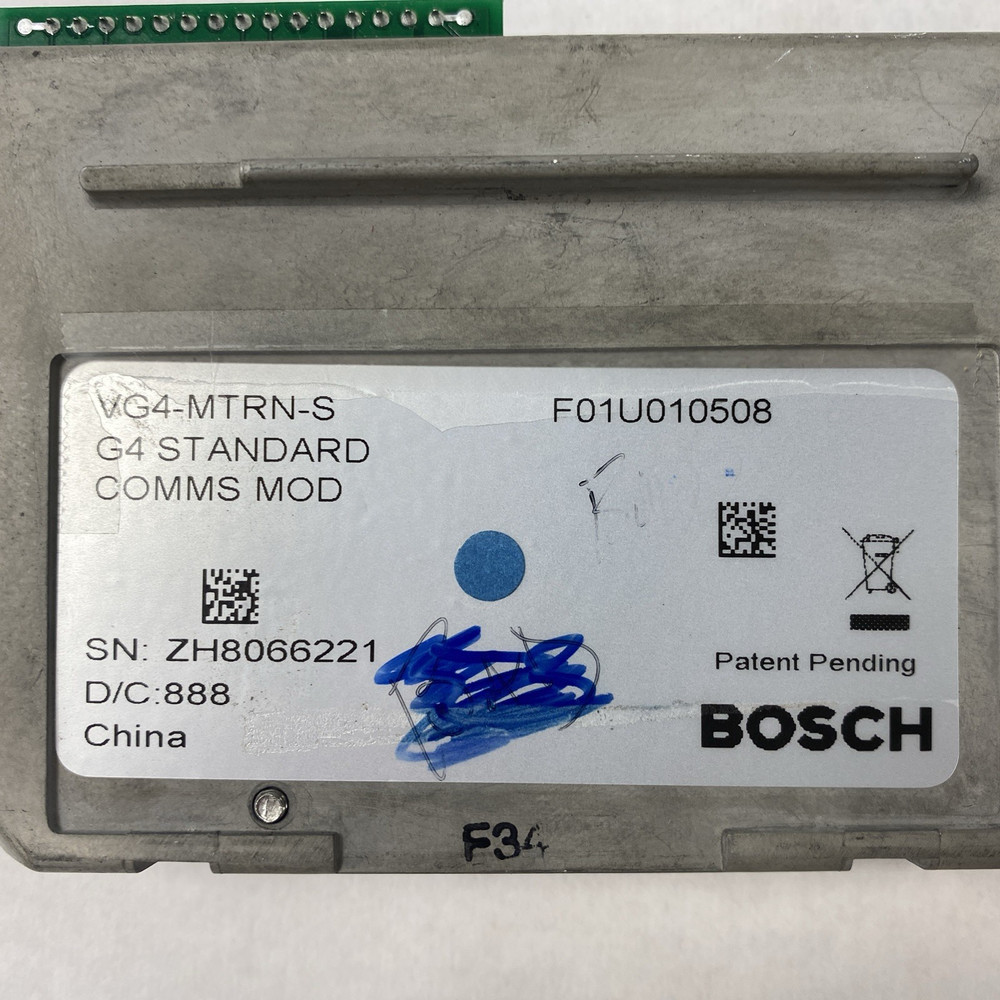 VG4-MTRN-S
F01U010508
G4 STANDARD
COMMS MOD
SN: ZH8066221
D/C:888
China
Patent Pending
BOSCH
F34